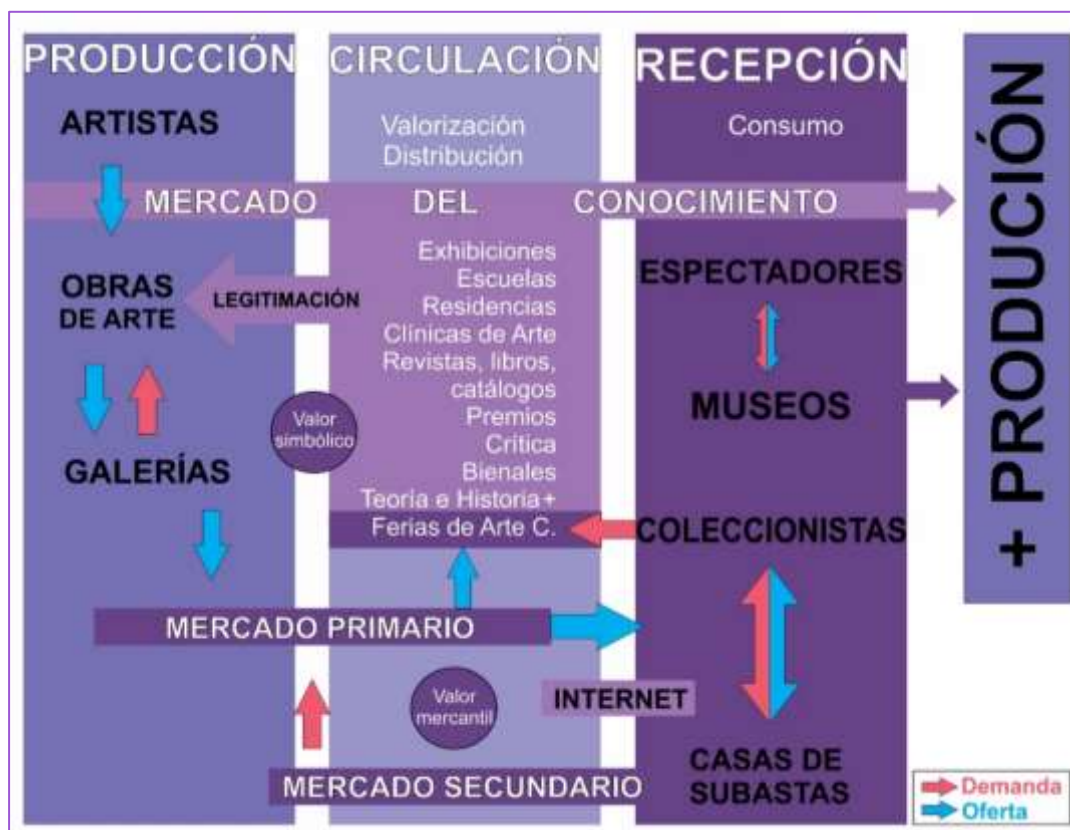 PRODUCCIÓN
ARTISTAS
OBRAS
DE ARTE
GALERÍAS
CIRCULACIÓN
Valorización
Distribución
MERCADO DEL CONOCIMIENTO
LEGITIMACIÓN
Exhibiciones
Escuelas
Residencias
Clínicas de Arte
Revistas, libros,
catálogos
Premios
Crítica
Bienales
Teoría e Historia+
Ferias de Arte C.
Valor
simbólico
MERCADO PRIMARIO
Valor
mercantil
INTERNET
MERCADO SECUNDARIO
RECEPCIÓN
Consumo
ESPECTADORES
MUSEOS
COLECCIONISTAS
CASAS DE
SUBASTAS
+ PRODUCIÓN
Demanda
Oferta